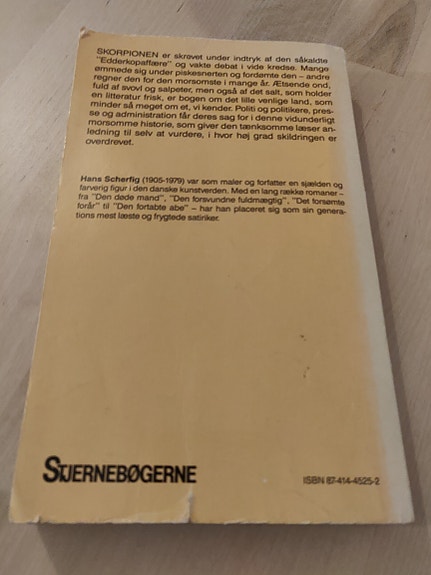 SKORPIONEN er skrevet under indtryk af den såkaldte
"Edderkopaffære" og vakte debat i vide kredse. Mange
ømmede sig under piskesnerten og fordømte den – andre
regner den for den morsomste i mange år. Ætsende ond,
fuld af svovl og salpeter, men også af det salt, som holder
en litteratur frisk, er bogen om det lille venlige land, som
minder så meget om et, vi kender. Politi og politikere, pres-
se og administration får deres sag for i denne vidunderligt
morsomme historie, som giver den tænksomme læser an-
ledning til selv at vurdere, i hvor høj grad skildringen er
overdrevet.
Hans Scherfig (1905-1979) var som maler og forfatter en sjælden og
farverig figur i den danske kunstverden. Med en lang række romaner –
fra "Den døde mand", "Den forsvundne fuldmægtig", "Det forsømte
forår" til "Den fortabte abe" – har han placeret sig som sin genera-
tions mest læste og frygtede satiriker.
STJERNEBØGERNE
ISBN 87-414-4525-2